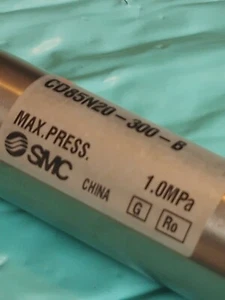 CD85N20-300-B
MAX.PRESS. 1.0MPa
SMC
CHINA G Ro